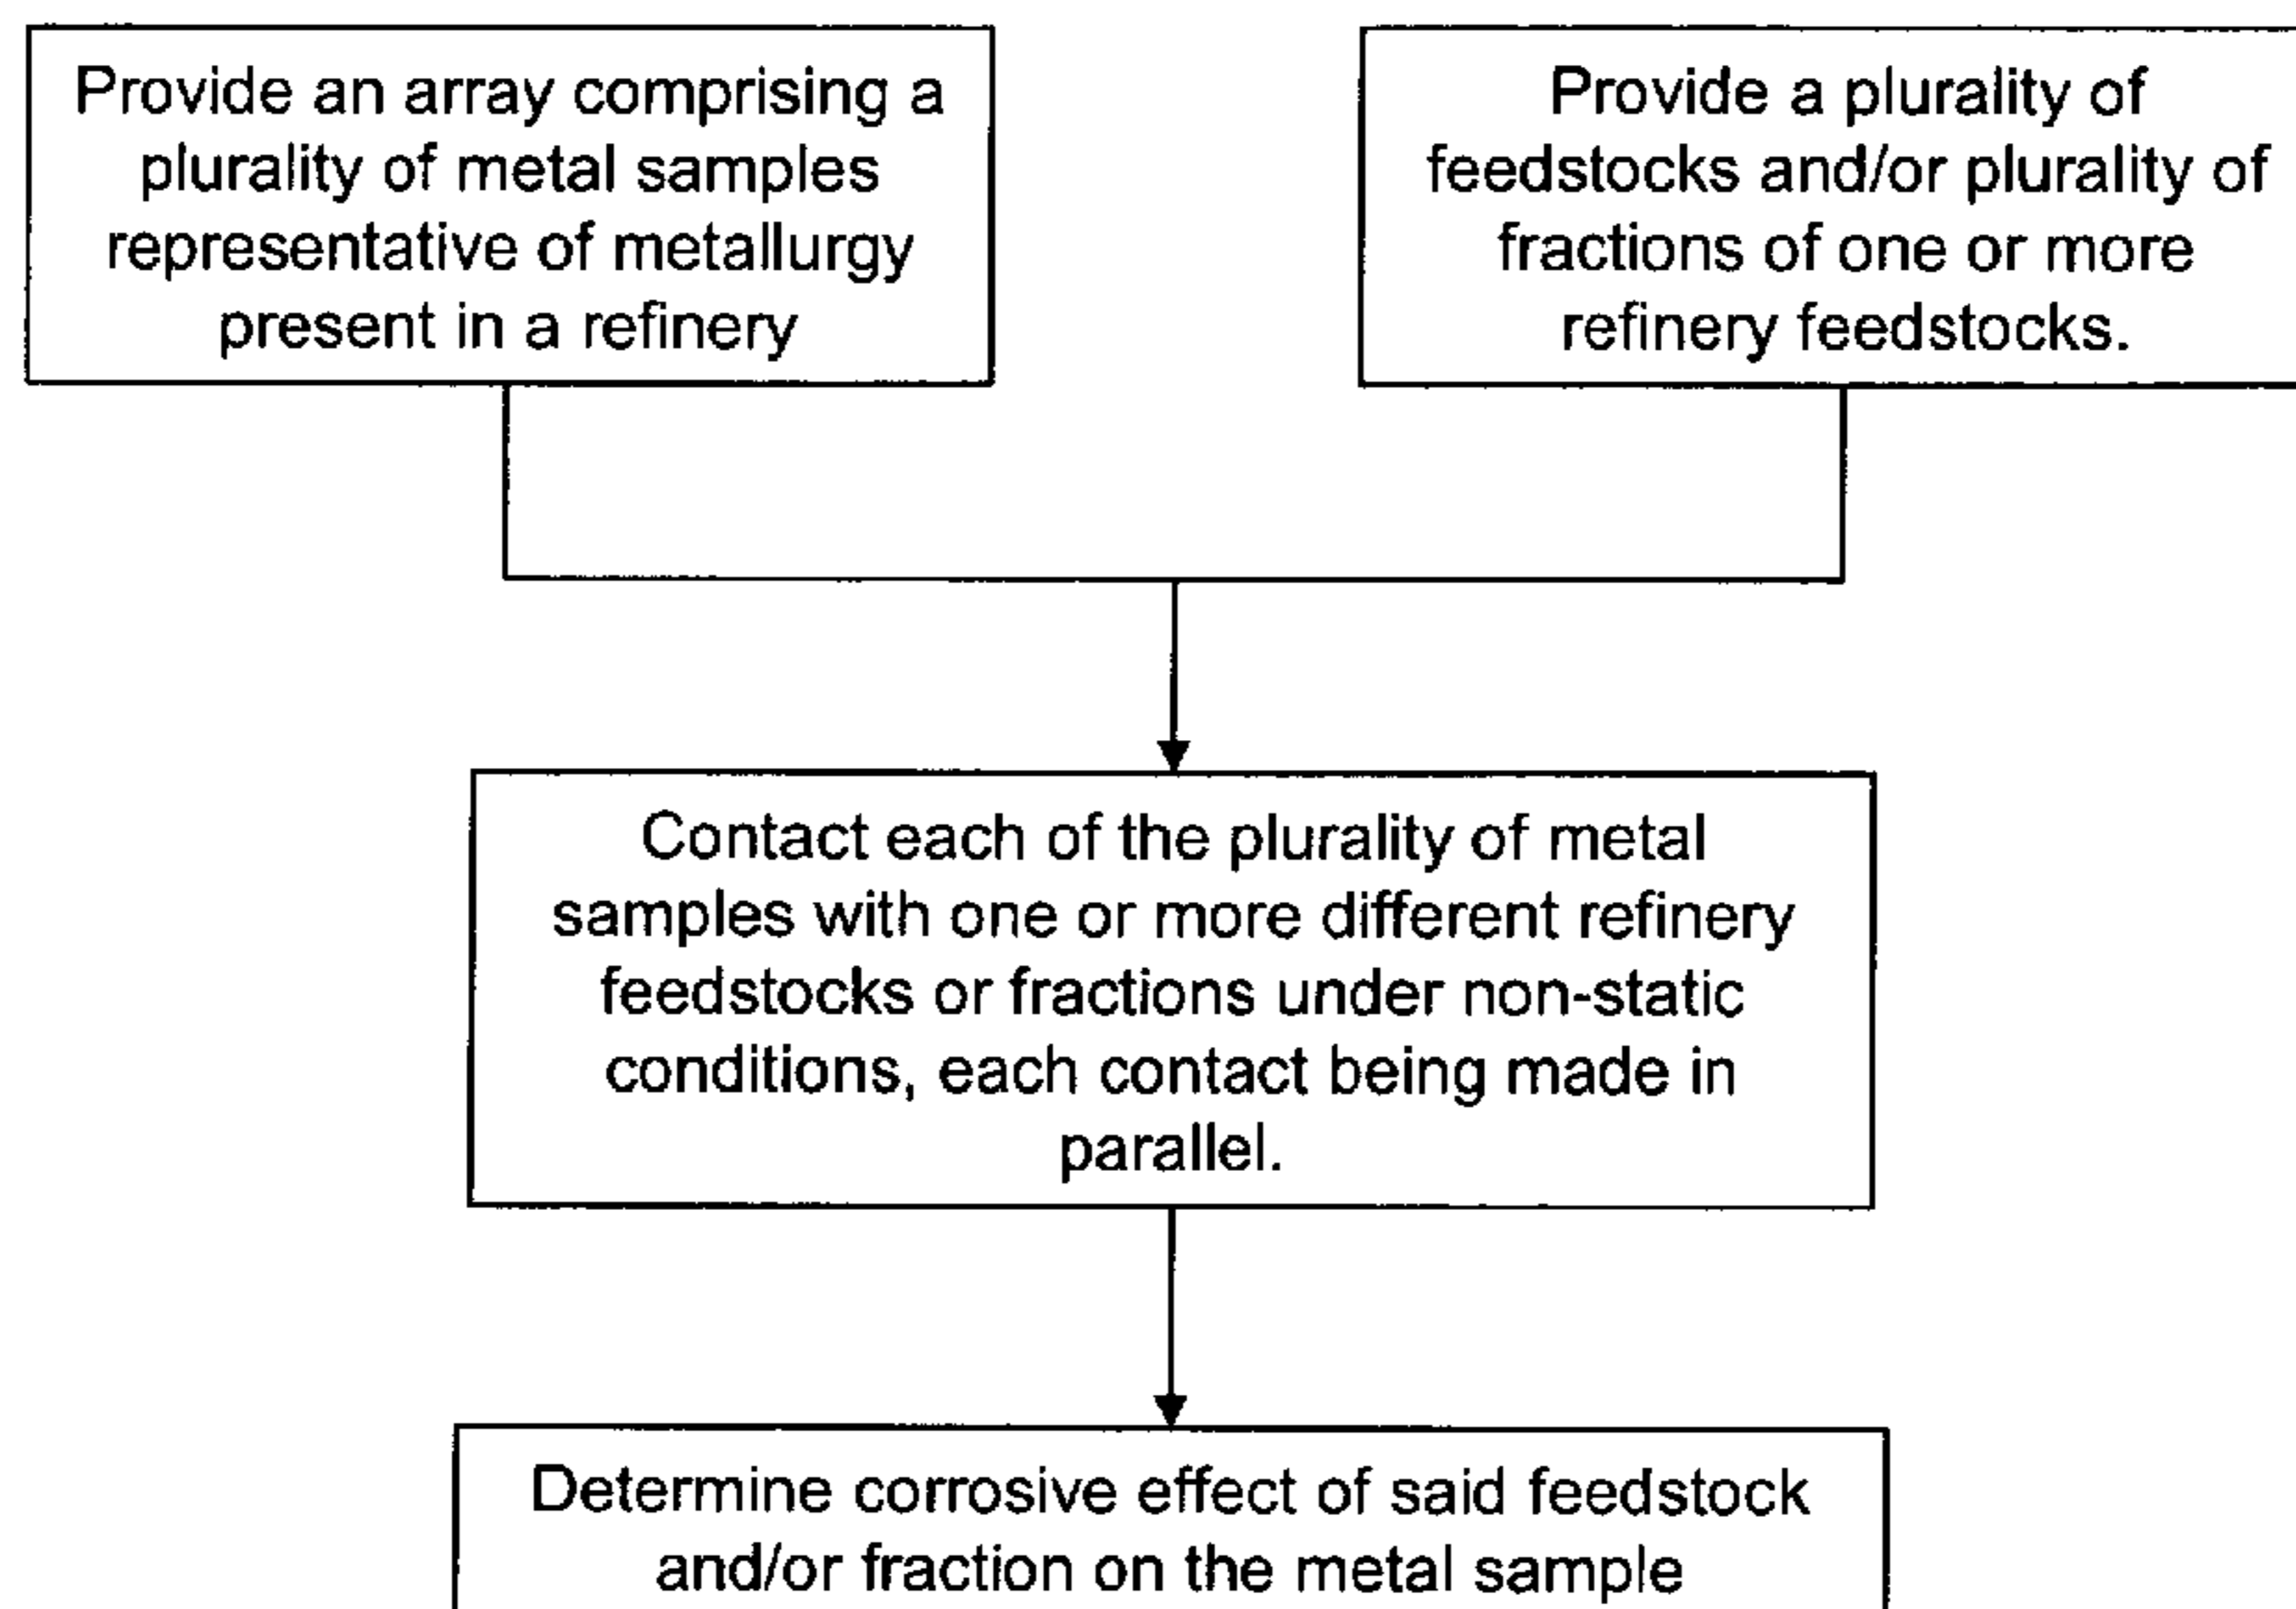 Provide an array comprising a
plurality of metal samples
representative of metallurgy
present in a refinery
Provide a plurality of
feedstocks and/or plurality of
fractions of one or more
refinery feedstocks.
Contact each of the plurality of metal
samples with one or more different refinery
feedstocks or fractions under non-static
conditions, each contact being made in
parallel.
Determine corrosive effect of said feedstock
and/or fraction on the metal sample